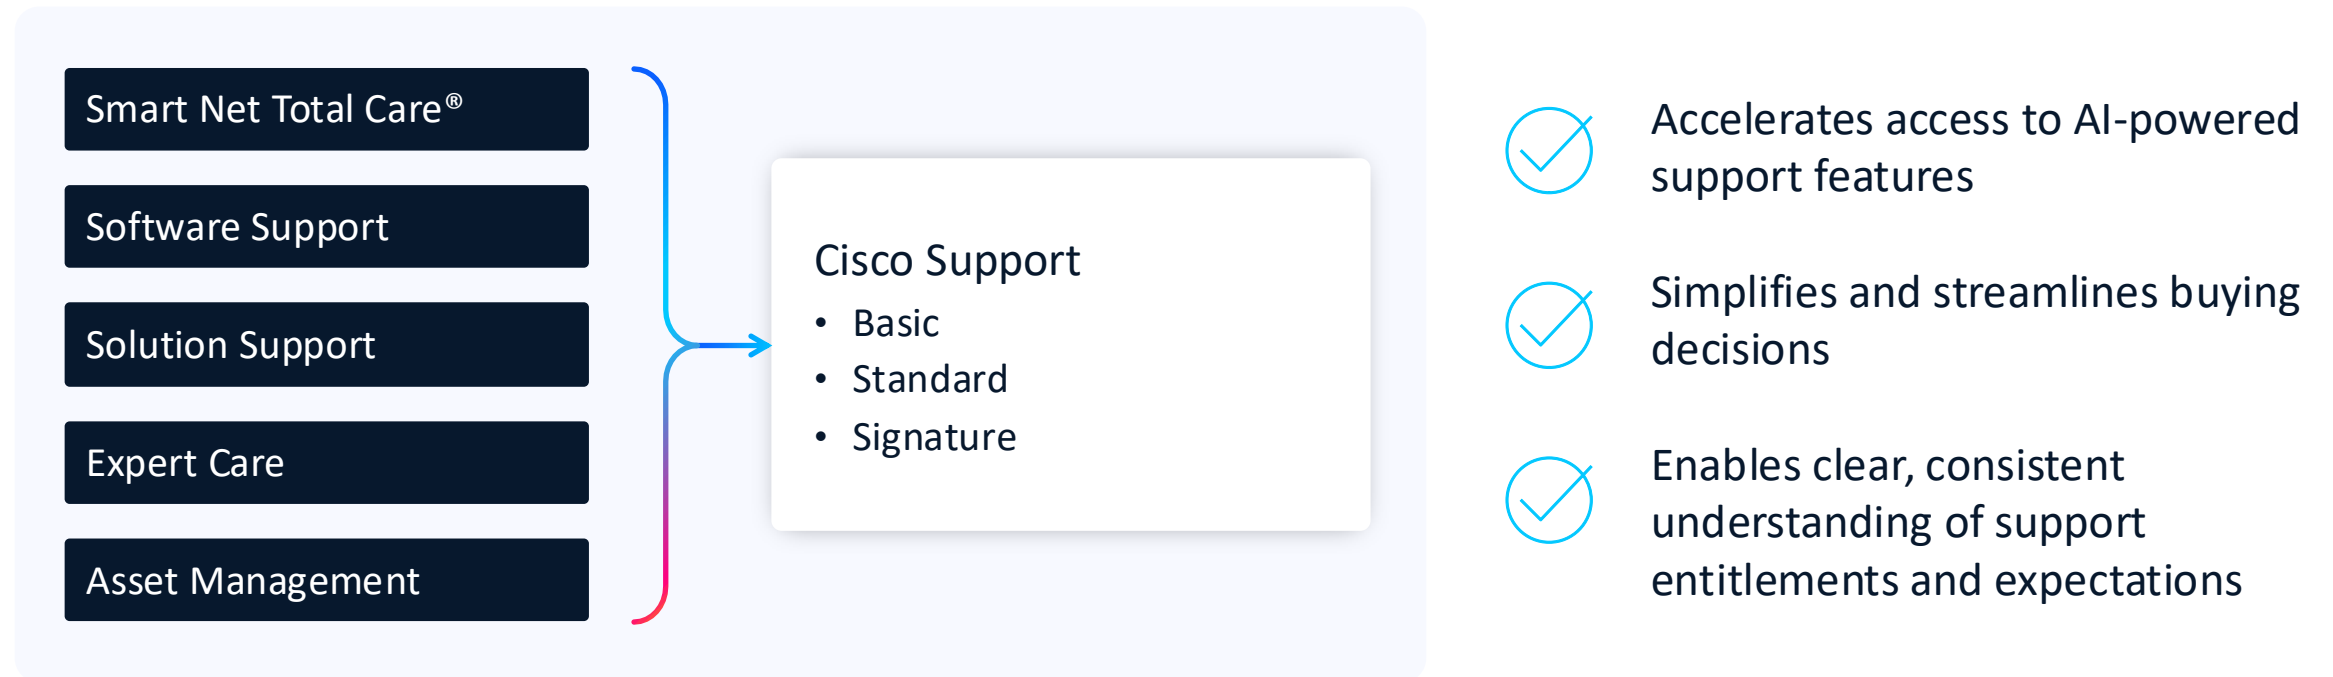 Smart Net Total Care®
Software Support
Solution Support
Expert Care
Asset Management
Cisco Support
• Basic
• Standard
• Signature
Accelerates access to AI-powered
support features
Simplifies and streamlines buying
decisions
Enables clear, consistent
understanding of support
entitlements and expectations